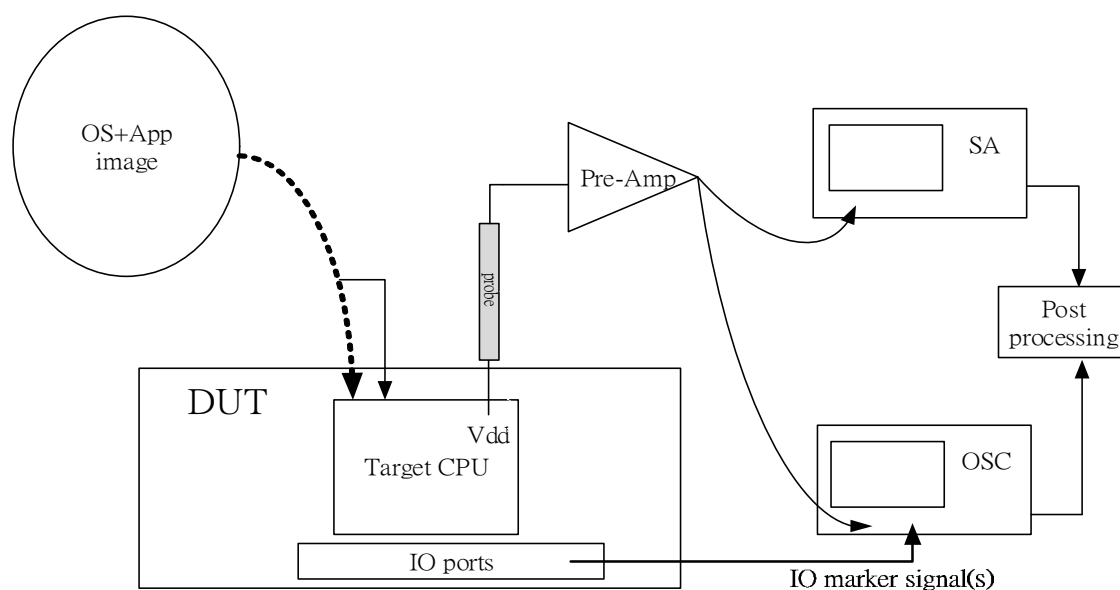 OS+App
image
Pre-Amp
SA
probe
Post
processing
DUT
Vdd
Target CPU
OSC
IO ports
IO marker signal(s)